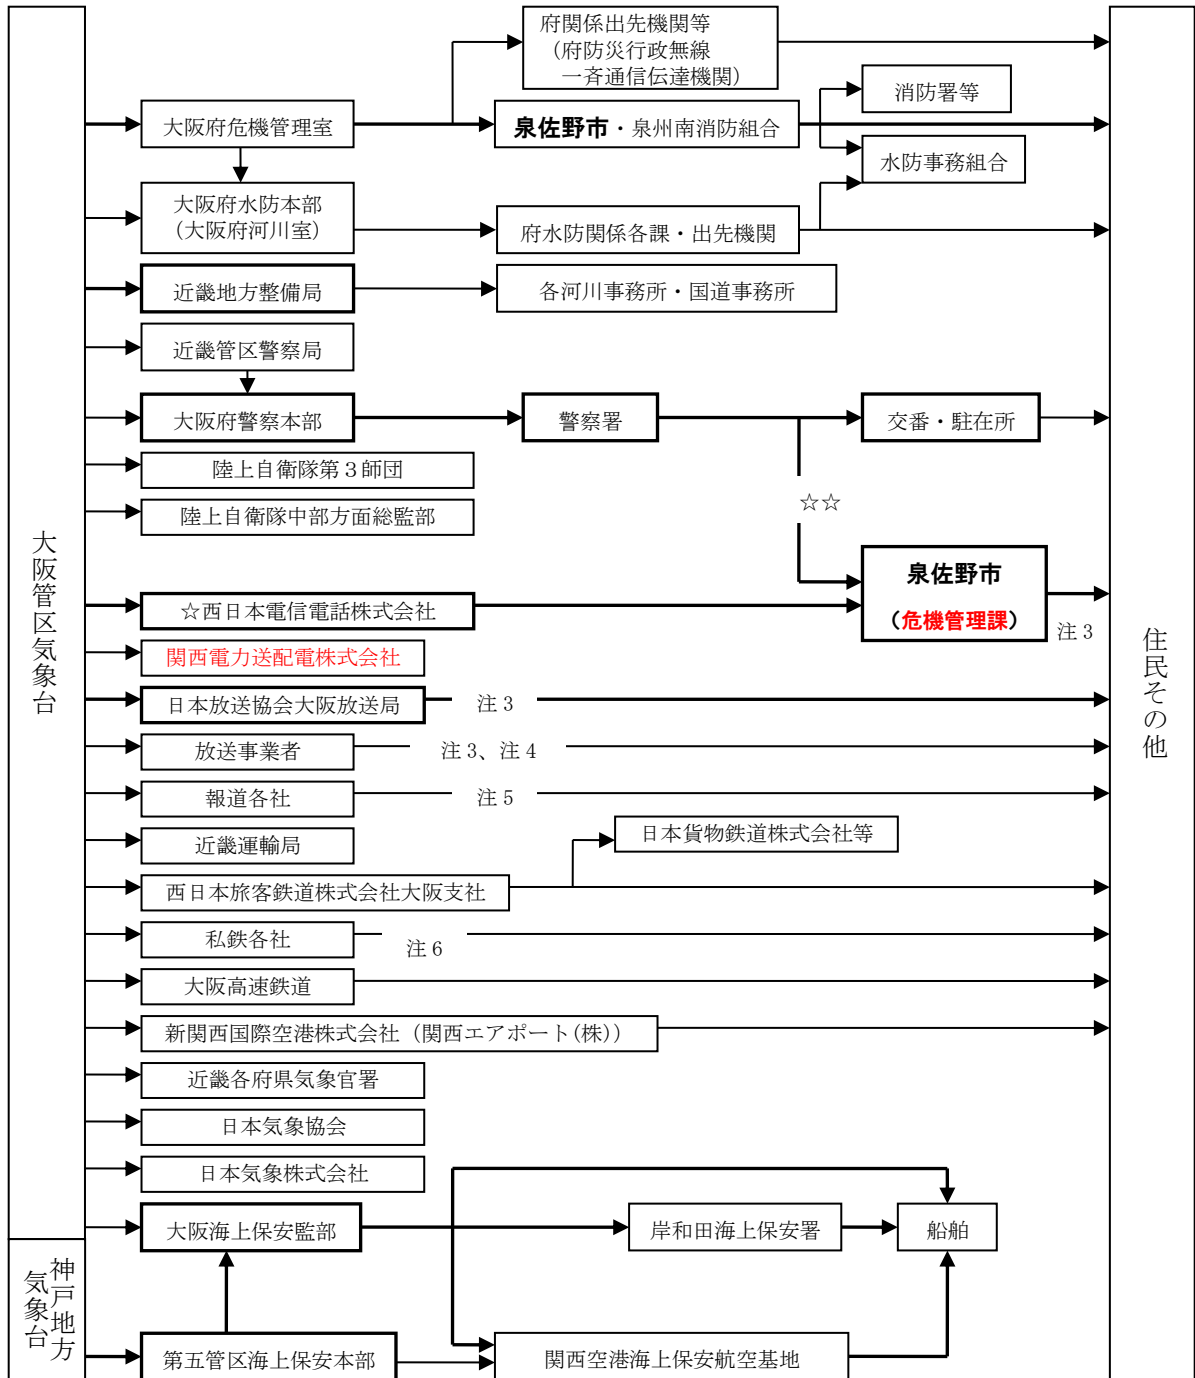 府関係出先機関等
（府防災行政無線
一斉通信伝達機関）
消防署等
大阪府危機管理室
泉佐野市・泉州南消防組合
水防事務組合
大阪府水防本部
（大阪府河川室）
府水防関係各課・出先機関
近畿地方整備局
各河川事務所・国道事務所
近畿管区警察局
大阪府警察本部
警察署
交番・駐在所
陸上自衛隊第３師団
☆☆
陸上自衛隊中部方面総監部
大阪管区気象台
泉佐野市
（危機管理課）
☆西日本電信電話株式会社
注３
住民その他
関西電力送配電株式会社
日本放送協会大阪放送局
注３
放送事業者
注３、注４
報道各社
注５
近畿運輸局
日本貨物鉄道株式会社等
西日本旅客鉄道株式会社大阪支社
私鉄各社
注６
大阪高速鉄道
新関西国際空港株式会社（関西エアポート(株)）
近畿各府県気象官署
日本気象協会
日本気象株式会社
大阪海上保安監部
岸和田海上保安署
船舶
神戸地方
気象台
第五管区海上保安本部
関西空港海上保安航空基地